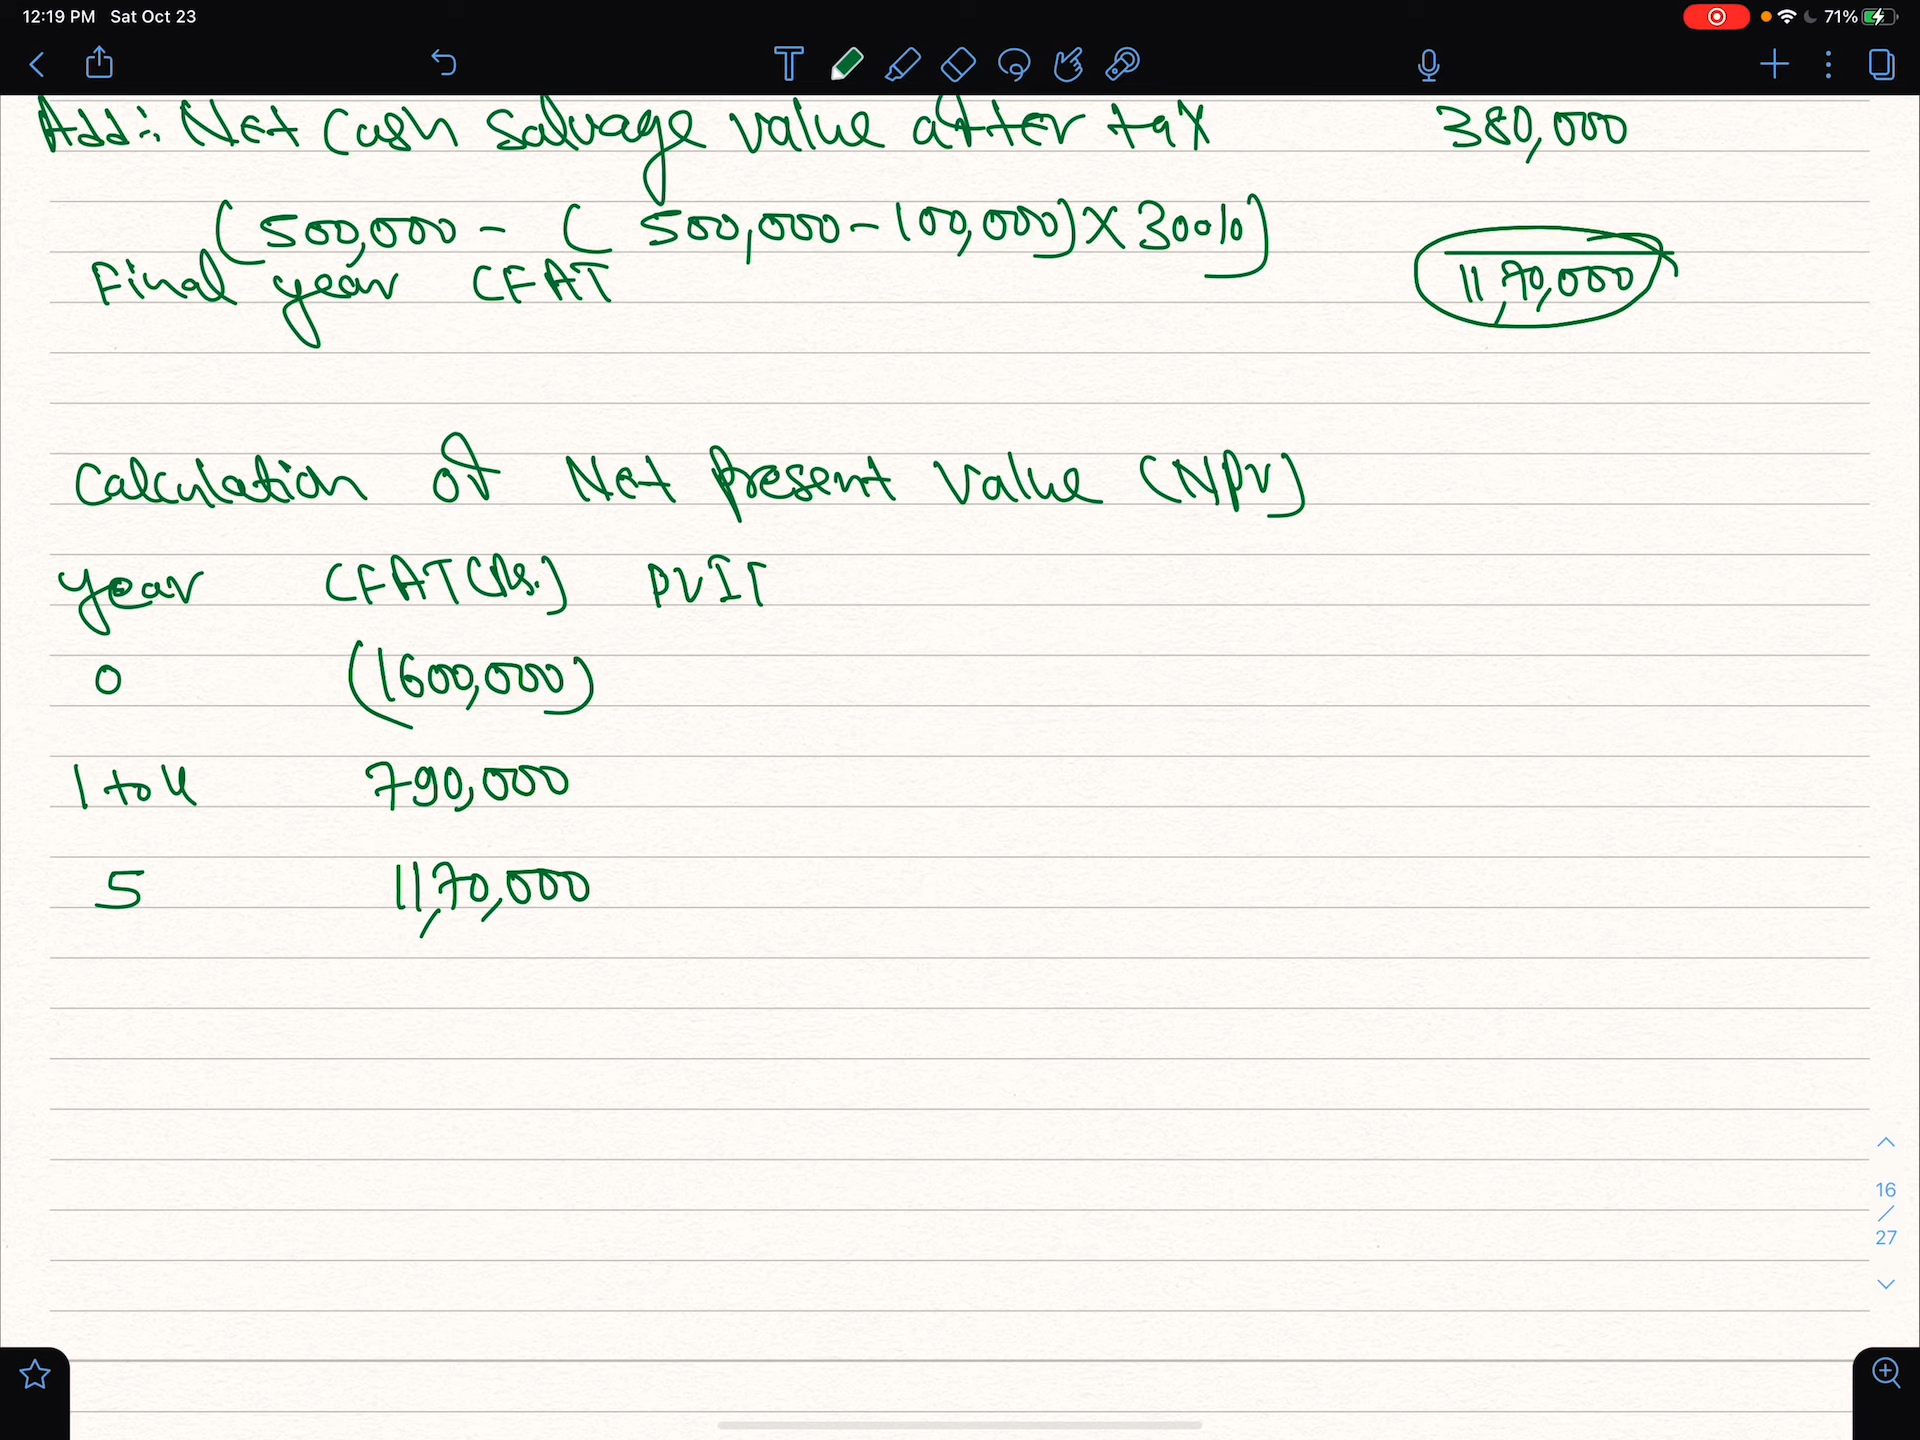 12:19 PM Sat Oct 23
71%
Add: Net Cash Salvage value after tax 380,000
(500,000 - (500,000 - 100,000) X 30%)
Final year CFAT 11,70,000
Calculation of Net present value (NPV)
year CFAT (Rs.) PVIF
0 (1600,000)
1 to 4 790,000
5 11,70,000
16
/
27